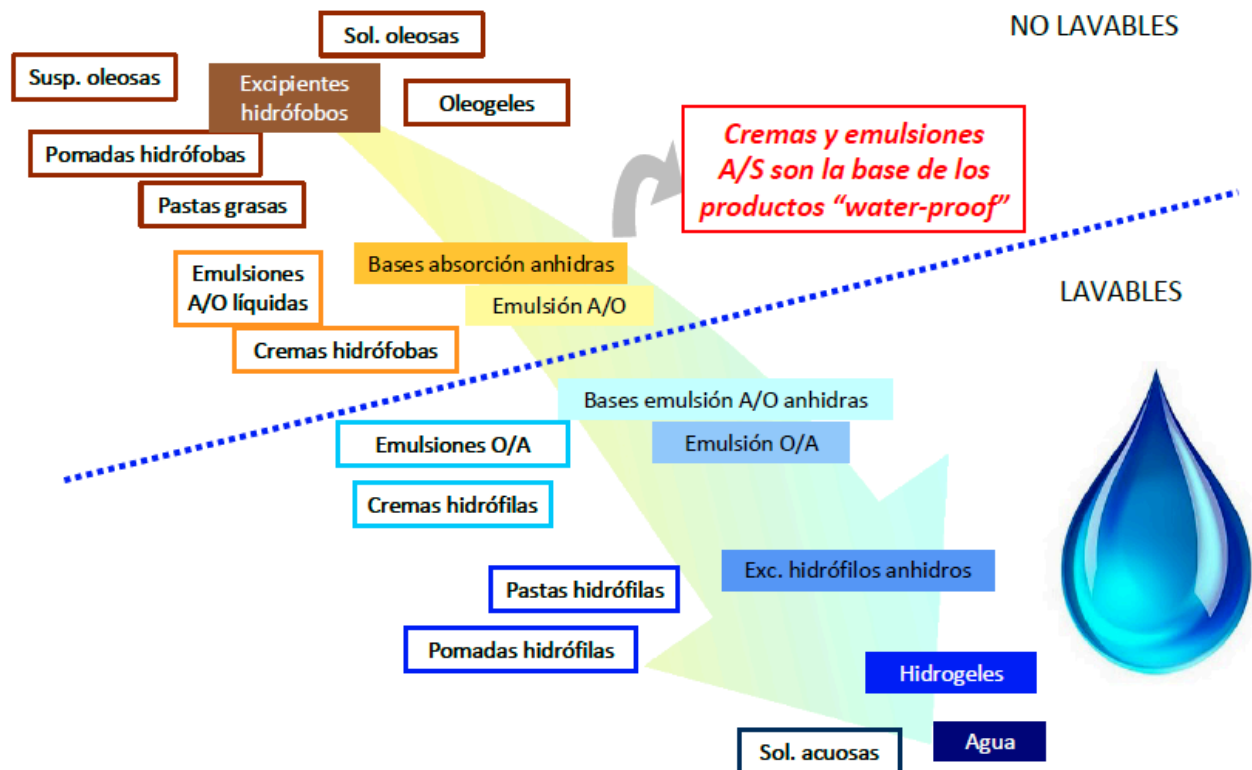 Sol. oleosas
NO LAVABLES
Susp. oleosas
Excipientes
hidrófobos
Oleogeles
Pomadas hidrófobas
Cremas y emulsiones
A/S son la base de los
productos “water-proof”
Pastas grasas
Emulsiones
A/O líquidas
Bases absorción anhidras
Emulsión A/O
LAVABLES
Cremas hidrófobas
Bases emulsión A/O anhidras
Emulsiones O/A
Emulsión O/A
Cremas hidrófilas
Exc. hidrófilos anhidros
Pastas hidrófilas
Pomadas hidrófilas
Hidrogeles
Sol. acuosas
Agua